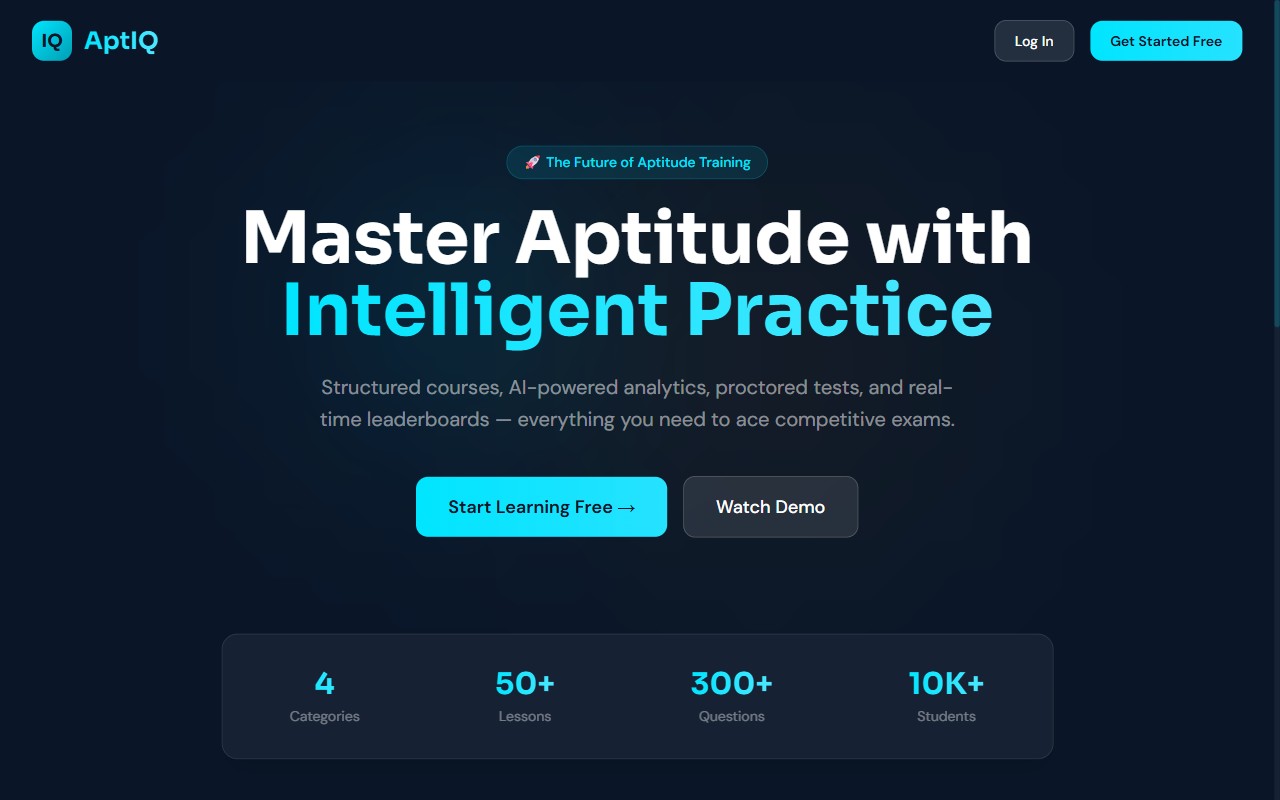 IQ AptIQ
Log In
Get Started Free
🚀 The Future of Aptitude Training
Master Aptitude with
Intelligent Practice
Structured courses, AI-powered analytics, proctored tests, and real-
time leaderboards — everything you need to ace competitive exams.
Start Learning Free →
Watch Demo
4
Categories
50+
Lessons
300+
Questions
10K+
Students